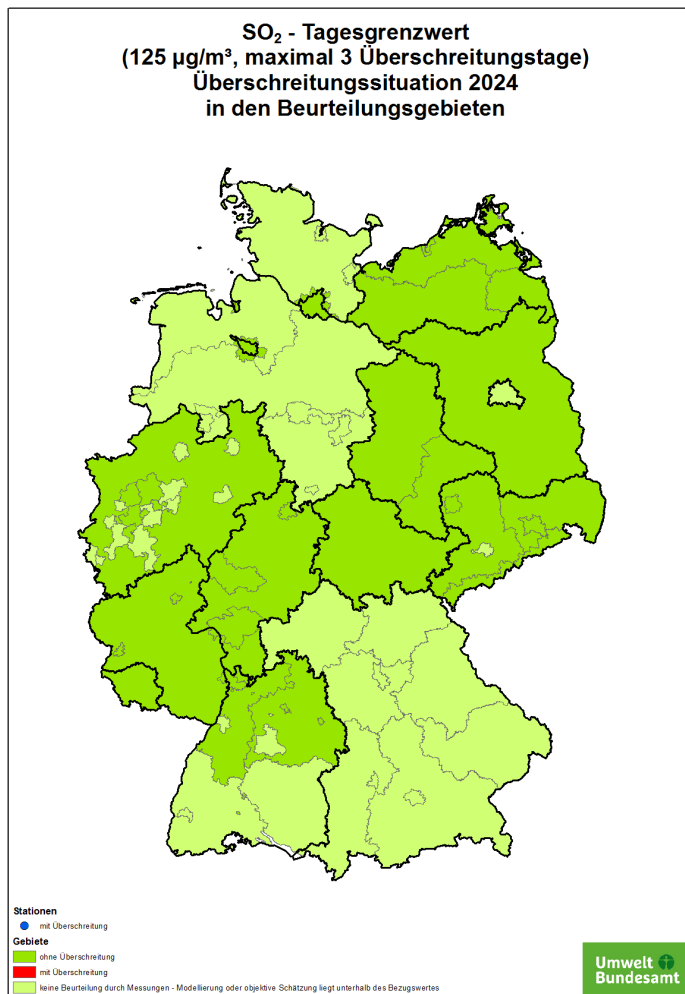 SO₂ - Tagesgrenzwert
(125 µg/m³, maximal 3 Überschreitungstage)
Überschreitungssituation 2024
in den Beurteilungsgebieten
Stationen
mit Überschreitung
Gebiete
ohne Überschreitung
mit Überschreitung
keine Beurteilung durch Messungen - Modellierung oder objektive Schätzung liegt unterhalb des Bezugswertes
Umwelt
Bundesamt